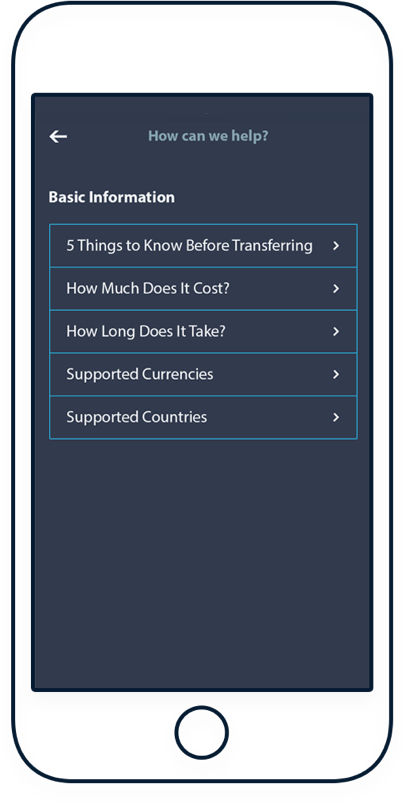 How can we help?
Basic Information
5 Things to Know Before Transferring
How Much Does It Cost?
How Long Does It Take?
Supported Currencies
Supported Countries